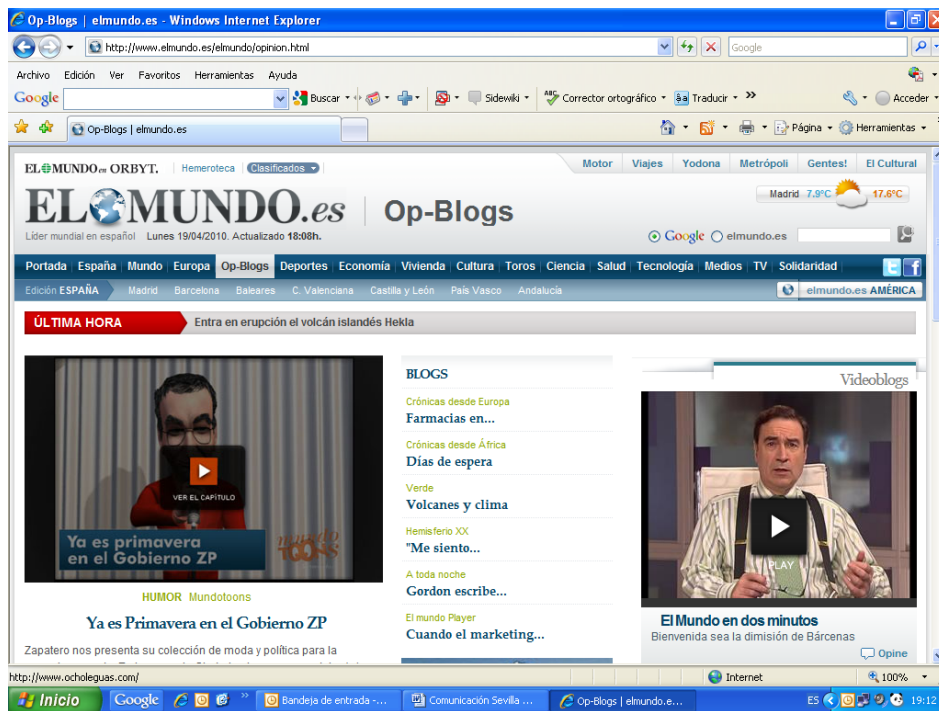 Op-Blogs | elmundo.es - Windows Internet Explorer
http://www.elmundo.es/elmundo/opinion.html
Google
Archivo Edición Ver Favoritos Herramientas Ayuda
Google Buscar Sidewiki Corrector ortográfico Traducir Acceder
Op-Blogs | elmundo.es Página Herramientas
EL MUNDO en ORBYT. Hemeroteca Clasificados Motor Viajes Yodona Metrópoli Gentes! El Cultural
EL MUNDO.es Op-Blogs
Madrid 7.9ºC 17.6ºC
Líder mundial en español Lunes 19/04/2010. Actualizado 18:08h.
Google elmundo.es
Portada España Mundo Europa Op-Blogs Deportes Economía Vivienda Cultura Toros Ciencia Salud Tecnología Medios TV Solidaridad
Edición ESPAÑA Madrid Barcelona Baleares C. Valenciana Castilla y León País Vasco Andalucía elmundo.es AMÉRICA
ÚLTIMA HORA Entra en erupción el volcán islandés Hekla
VER EL CAPÍTULO
Ya es primavera
en el Gobierno ZP
mundo
TOONS
HUMOR Mundotoons
Ya es Primavera en el Gobierno ZP
Zapatero nos presenta su colección de moda y política para la
BLOGS
Crónicas desde Europa
Farmacias en...
Crónicas desde África
Días de espera
Verde
Volcanes y clima
Hemisferio XX
"Me siento...
A toda noche
Gordon escribe...
El mundo Player
Cuando el marketing...
Videoblogs
PLAY
El Mundo en dos minutos
Bienvenida sea la dimisión de Bárcenas
Opine
http://www.ocholeguas.com/ Internet 100%
Inicio Google Bandeja de entrada -... Comunicación Sevilla ... Op-Blogs | elmundo.e... ES 19:12